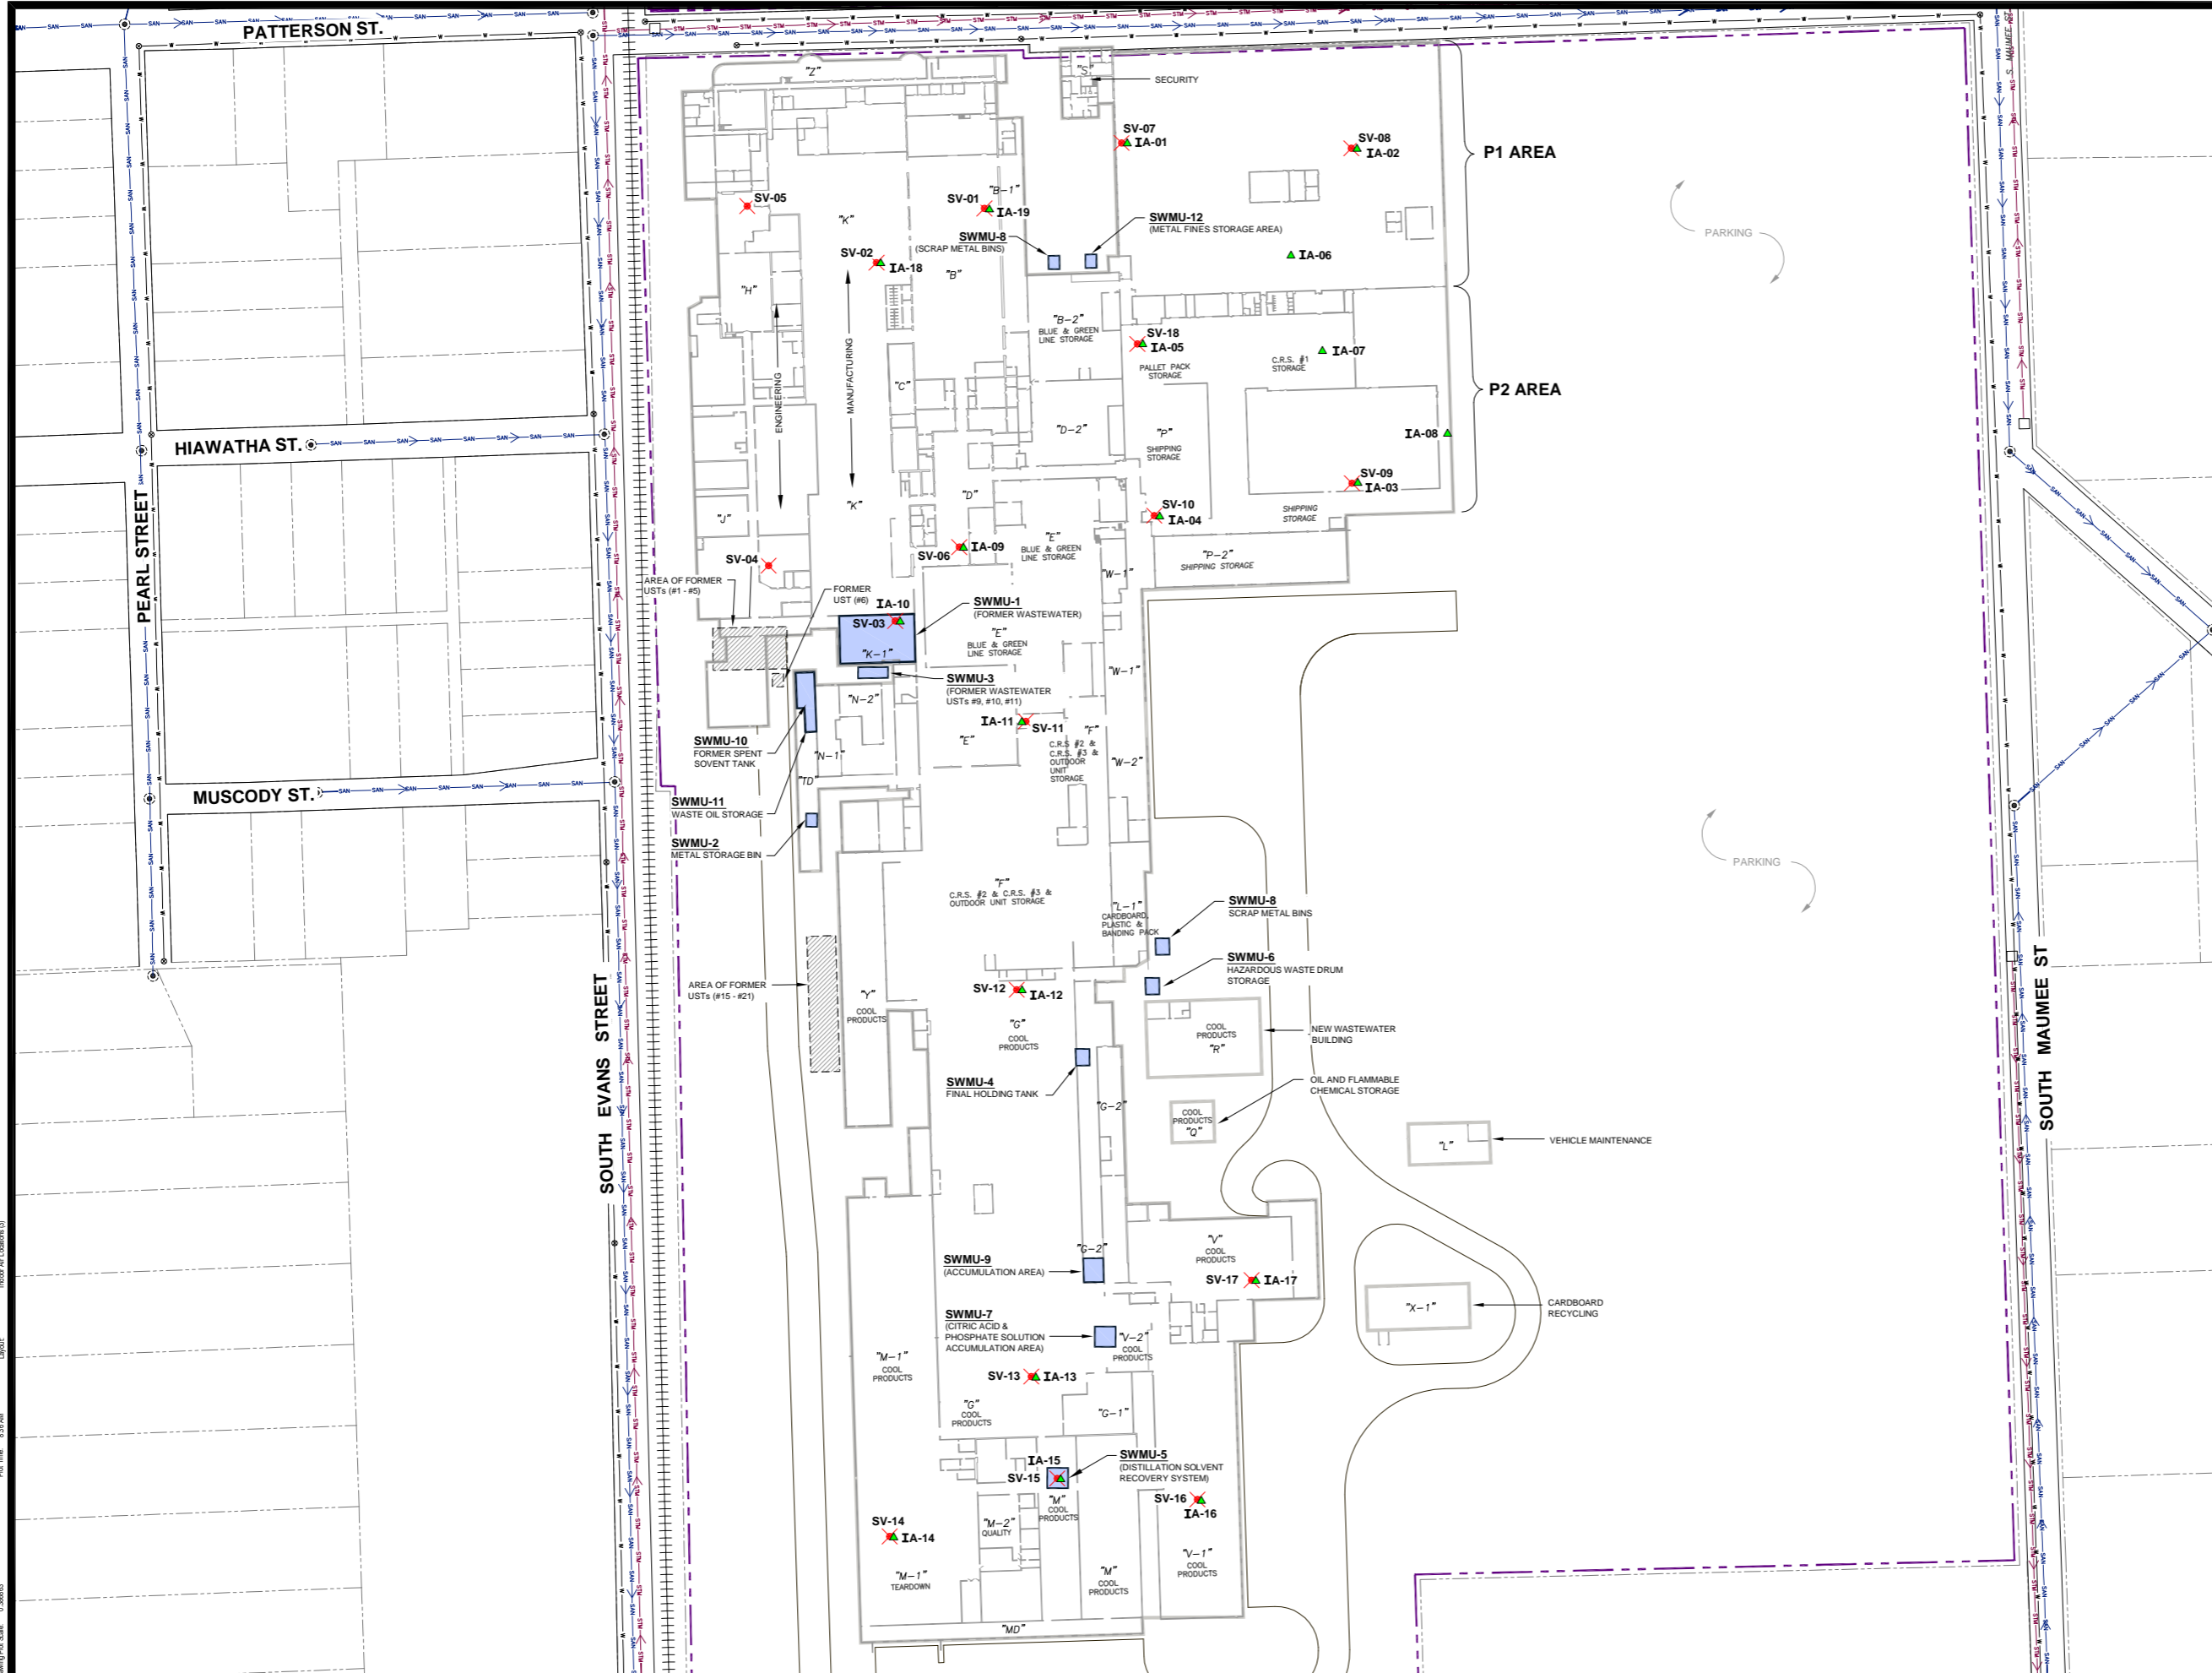 PATTERSON ST.
S. MAUMEE ST
"Z"
"S"
SECURITY
SV-07
IA-01
SV-08
IA-02
P1 AREA
SV-05
"K"
SV-01
IA-19
"B-1"
SWMU-12
(METAL FINES STORAGE AREA)
SWMU-8
(SCRAP METAL BINS)
PARKING
SV-02
IA-18
"B"
IA-06
"H"
"B-2"
BLUE & GREEN
LINE STORAGE
SV-18
IA-05
PALLET PACK
STORAGE
C.R.S. #1
STORAGE
IA-07
P2 AREA
ENGINEERING
MANUFACTURING
"C"
"D-2"
"P"
SHIPPING
STORAGE
IA-08
HIAWATHA ST.
SAN
PEARL STREET
"J"
"K"
"D"
SV-09
IA-03
SHIPPING
STORAGE
SV-10
IA-04
SV-04
SV-06
IA-09
"E"
BLUE & GREEN
LINE STORAGE
"P-2"
SHIPPING STORAGE
"W-1"
AREA OF FORMER
USTs (#1 - #5)
FORMER
UST (#6)
IA-10
SV-03
"K-1"
SWMU-1
(FORMER WASTEWATER)
"E"
BLUE & GREEN
LINE STORAGE
"W-1"
SWMU-3
(FORMER WASTEWATER
USTs #9, #10, #11)
"N-2"
IA-11
SV-11
"E"
"F"
C.R.S #2 &
C.R.S. #3 &
OUTDOOR
UNIT
STORAGE
"W-2"
SWMU-10
FORMER SPENT
SOVENT TANK
"N-1"
"TD"
MUSCODY ST.
SWMU-11
WASTE OIL STORAGE
SWMU-2
METAL STORAGE BIN
PARKING
"F"
C.R.S. #2 & C.R.S. #3 &
OUTDOOR UNIT STORAGE
"L-1"
CARDBOARD,
PLASTIC &
BANDING PACK
SWMU-8
SCRAP METAL BINS
SWMU-6
HAZARDOUS WASTE DRUM
STORAGE
AREA OF FORMER
USTs (#15 - #21)
"Y"
COOL
PRODUCTS
SV-12
IA-12
"G"
COOL
PRODUCTS
COOL
PRODUCTS
"R"
NEW WASTEWATER
BUILDING
SOUTH EVANS STREET
SOUTH MAUMEE ST
SWMU-4
FINAL HOLDING TANK
"G-2"
OIL AND FLAMMABLE
CHEMICAL STORAGE
COOL
PRODUCTS
"Q"
"L"
VEHICLE MAINTENANCE
SWMU-9
(ACCUMULATION AREA)
"G-2"
"V"
COOL
PRODUCTS
SV-17
IA-17
"X-1"
CARDBOARD
RECYCLING
SWMU-7
(CITRIC ACID &
PHOSPHATE SOLUTION
ACCUMULATION AREA)
"V-2"
COOL
PRODUCTS
"M-1"
COOL
PRODUCTS
SV-13
IA-13
"G"
COOL
PRODUCTS
"G-1"
IA-15
SV-15
SWMU-5
(DISTILLATION SOLVENT
RECOVERY SYSTEM)
"M"
COOL
PRODUCTS
SV-16
IA-16
SV-14
IA-14
"M-2"
QUALITY
"M-1"
TEARDOWN
"M"
COOL
PRODUCTS
"V-1"
COOL
PRODUCTS
"MD"